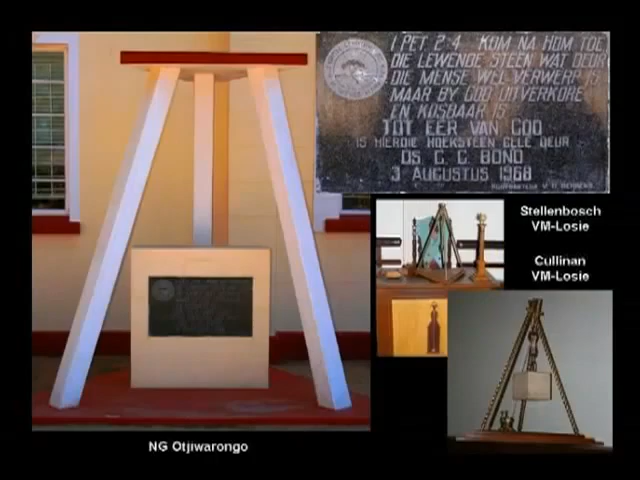 1 PET 2-4 KOM NA HOM TOE
DIE LEWENDE STEEN WAT DEUR
DIE MENSE WEL VERWERP IS
MAAR BY GOD UITVERKORE
EN KOSBAAR IS
TOT EER VAN GOD
IS HIERDIE HOEKSTEEN GELE DEUR
DS. G. C. BOND
3 AUGUSTUS 1968
Stellenbosch
VM-Losie
Cullinan
VM-Losie
NG Otjiwarongo